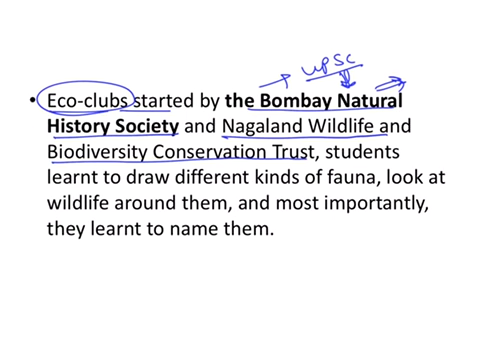 UPSC
• Eco-clubs started by the Bombay Natural
History Society and Nagaland Wildlife and
Biodiversity Conservation Trust, students
learnt to draw different kinds of fauna, look at
wildlife around them, and most importantly,
they learnt to name them.